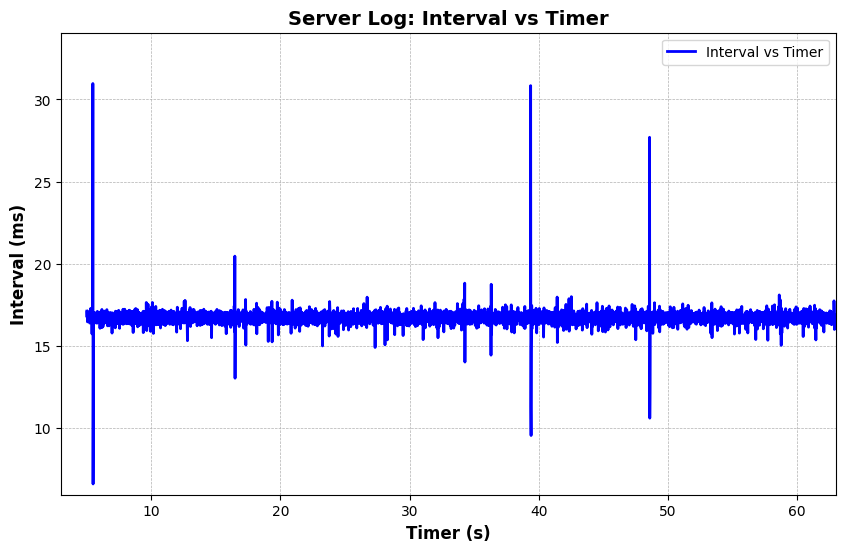 Server Log: Interval vs Timer
Interval vs Timer
30
25
20
15
10
Interval (ms)
10 20 30 40 50 60
Timer (s)